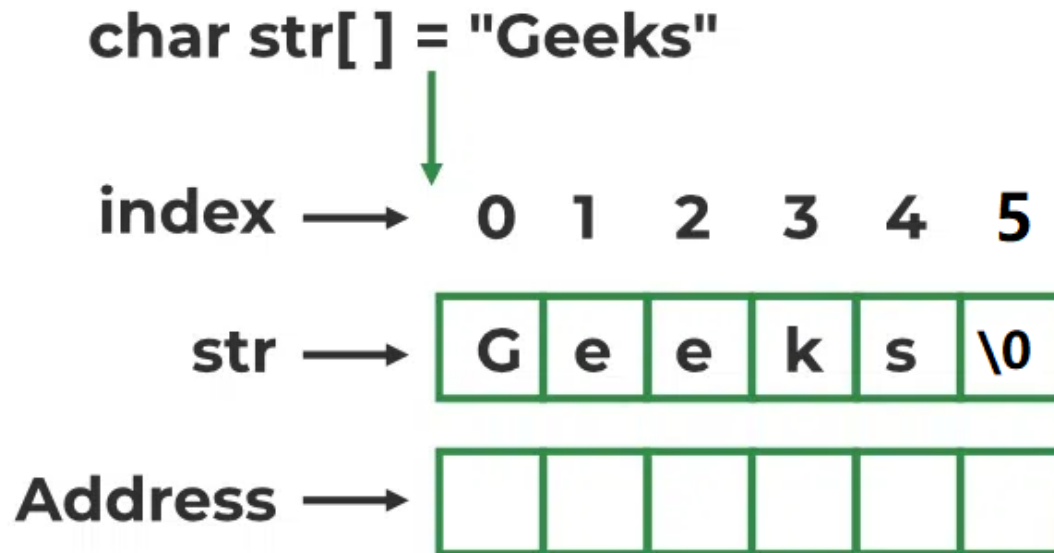 char str[ ] = "Geeks"
index 0 1 2 3 4 5
str G e e k s \0
Address